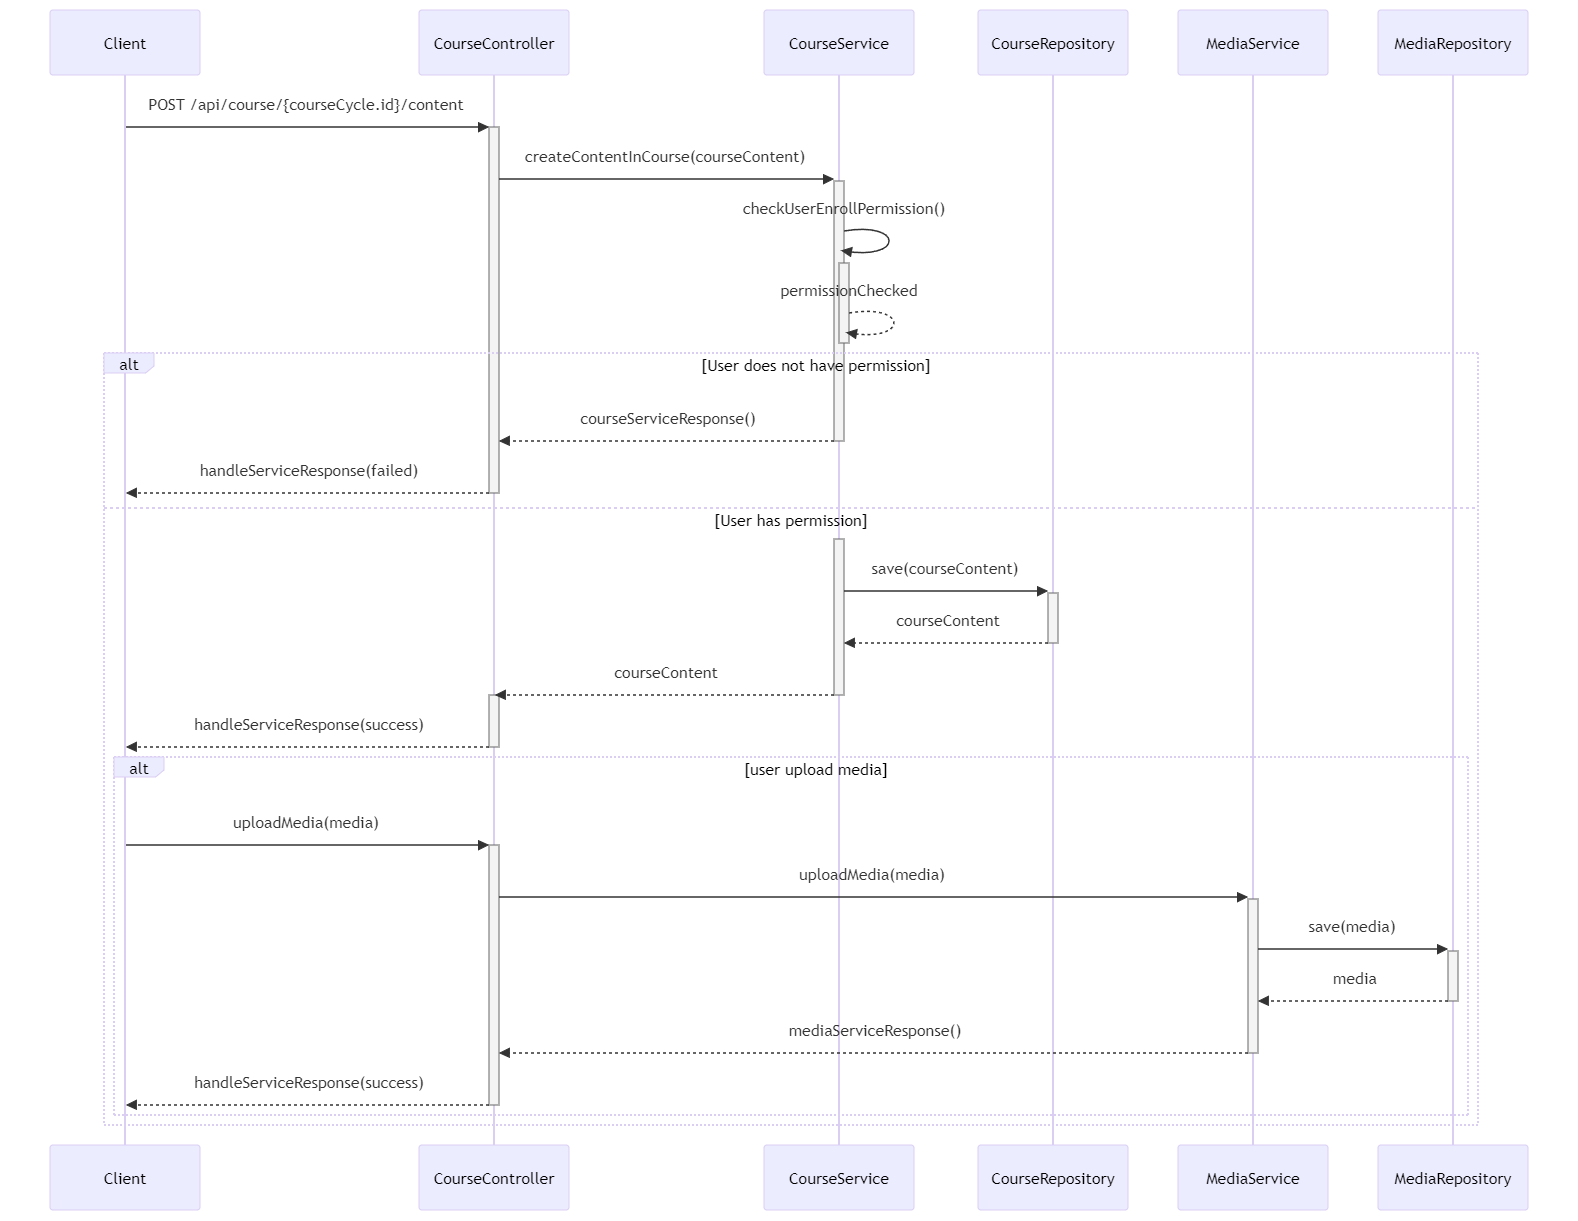 Client
CourseController
CourseService
CourseRepository
MediaService
MediaRepository
POST /api/course/{courseCycle.id}/content
createContentInCourse(courseContent)
checkUserEnrollPermission()
permissionChecked
alt
[User does not have permission]
courseServiceResponse()
handleServiceResponse(failed)
[User has permission]
save(courseContent)
courseContent
courseContent
handleServiceResponse(success)
alt
[user upload media]
uploadMedia(media)
uploadMedia(media)
save(media)
media
mediaServiceResponse()
handleServiceResponse(success)
Client
CourseController
CourseService
CourseRepository
MediaService
MediaRepository